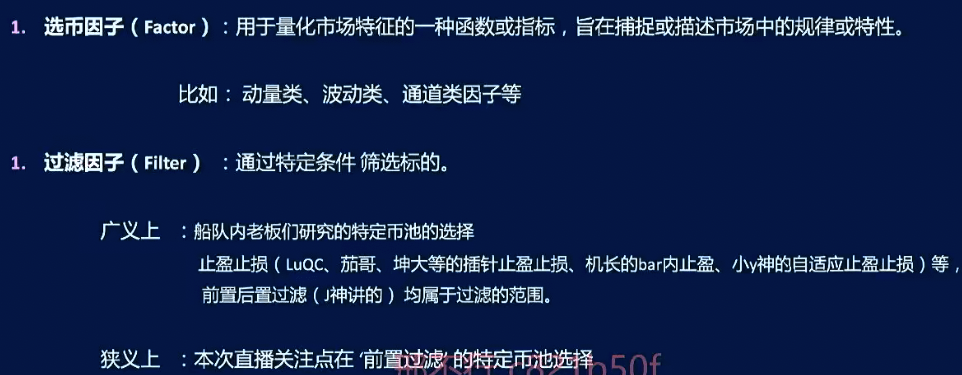 1. 选币因子（Factor）：用于量化市场特征的一种函数或指标，旨在捕捉或描述市场中的规律或特性。
比如： 动量类、波动类、通道类因子等
1. 过滤因子（Filter） ：通过特定条件 筛选标的。
广义上 ：船队内老板们研究的特定币池的选择
止盈止损（LuQC、茄哥、坤大等的插针止盈止损、机长的bar内止盈、小y神的自适应止盈止损）等，
前置后置过滤（J神讲的） 均属于过滤的范围。
狭义上 ：本次直播关注点在 ‘前置过滤’ 的特定币池选择